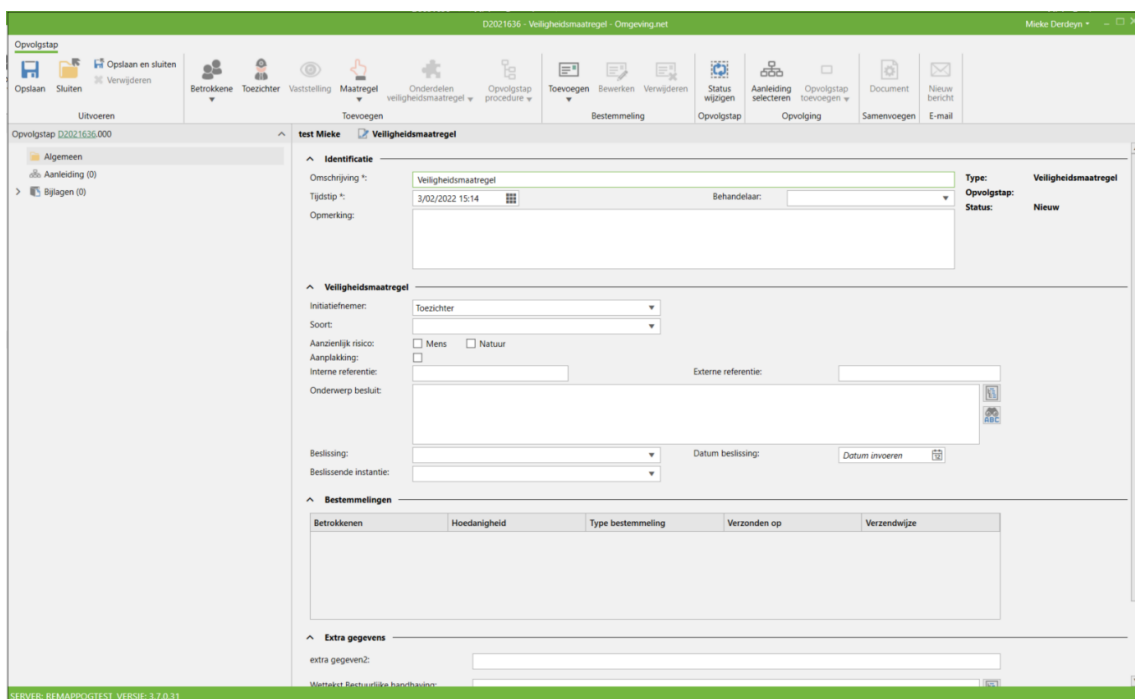 D2021636 - Veiligheidsmaatregel - Omgeving.net
Mieke Derdeyn
Opvolgstap
Opslaan
Sluiten
Opslaan en sluiten
Verwijderen
Uitvoeren
Betrokkene
Toezichter
Vaststelling
Maatregel
Onderdelen veiligheidsmaatregel
Opvolgstap procedure
Toevoegen
Toevoegen
Bewerken
Verwijderen
Bestemming
Status wijzigen
Opvolgstap
Aanleiding selecteren
Opvolgstap toevoegen
Opvolging
Document
Samenvoegen
Nieuw bericht
E-mail
Opvolgstap D2021636.000
Algemeen
Aanleiding (0)
Bijlagen (0)
test Mieke Veiligheidsmaatregel
Identificatie
Omschrijving *: Veiligheidsmaatregel
Type: Veiligheidsmaatregel
Tijdstip *: 3/02/2022 15:14 Behandelaar:
Opvolgstap:
Status: Nieuw
Opmerking:
Veiligheidsmaatregel
Initiatiefnemer: Toezichter
Soort:
Aanzienlijk risico: Mens Natuur
Aanplakking:
Interne referentie: Externe referentie:
Onderwerp besluit:
ABC
Beslissing: Datum beslissing: Datum invoeren
Beslissende instantie:
Bestemmelingen
Betrokkenen Hoedanigheid Type bestemmeling Verzonden op Verzendwijze
Extra gegevens
extra gegeven2:
Wettekst Bestuurlijke handhaving:
SERVER: REMAPPOGTEST VERSIE: 3.7.0.31